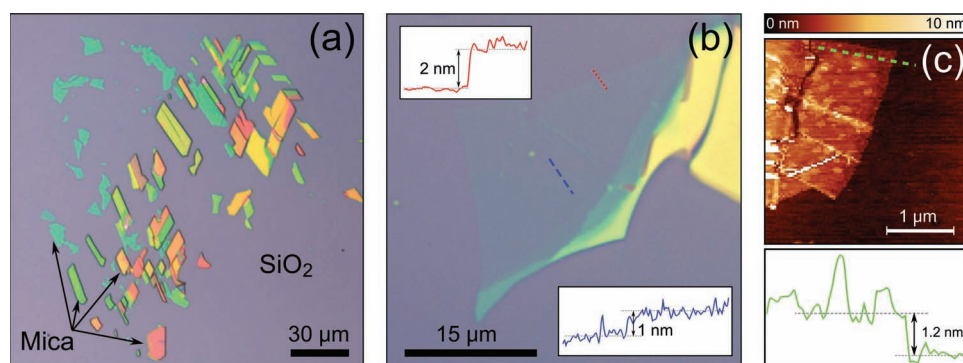 (a)
SiO₂
Mica
30 µm
(b)
2 nm
15 µm
1 nm
0 nm
10 nm
(c)
1 µm
1.2 nm